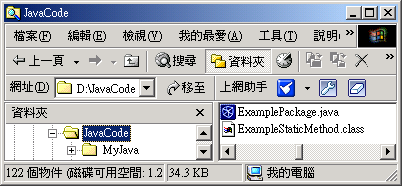 JavaCode
檔案(F) 編輯(E) 檢視(V) 我的最愛(A) 工具(T) 說明(
上一頁 搜尋 資料夾
網址(D) D:\JavaCode 移至 上網助手
資料夾
JavaCode
MyJava
ExamplePackage.java
ExampleStaticMethod.class
122 個物件 (磁碟可用空間: 1.2 34.3 KB 我的電腦